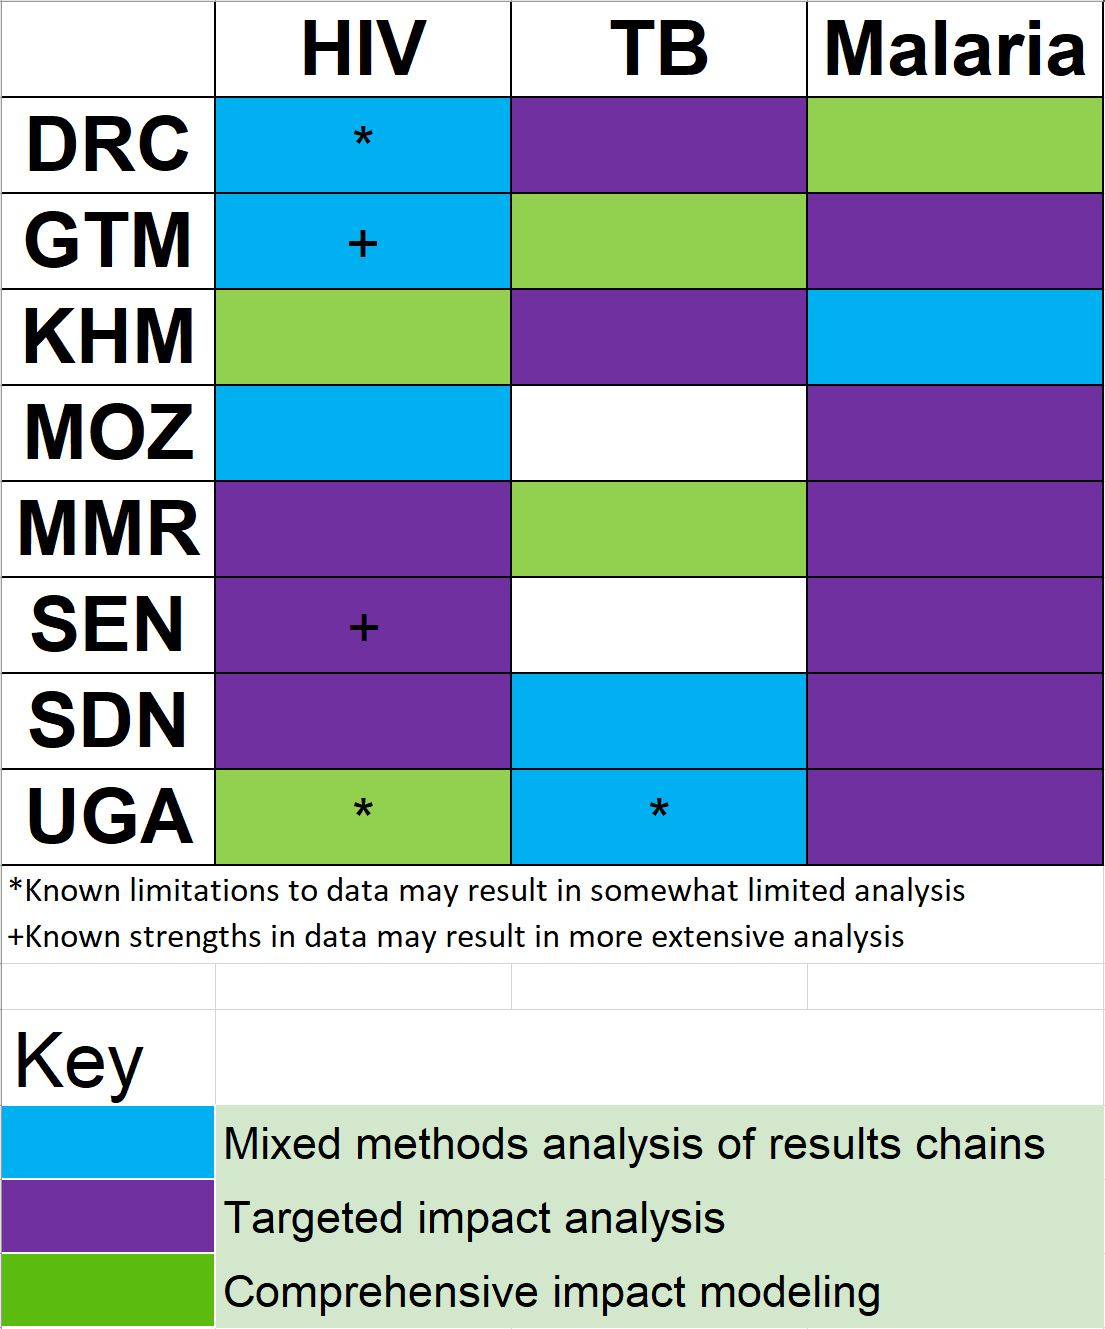 HIV TB Malaria
DRC *
GTM +
KHM
MOZ
MMR
SEN +
SDN
UGA * *
*Known limitations to data may result in somewhat limited analysis
+Known strengths in data may result in more extensive analysis
Key
Mixed methods analysis of results chains
Targeted impact analysis
Comprehensive impact modeling